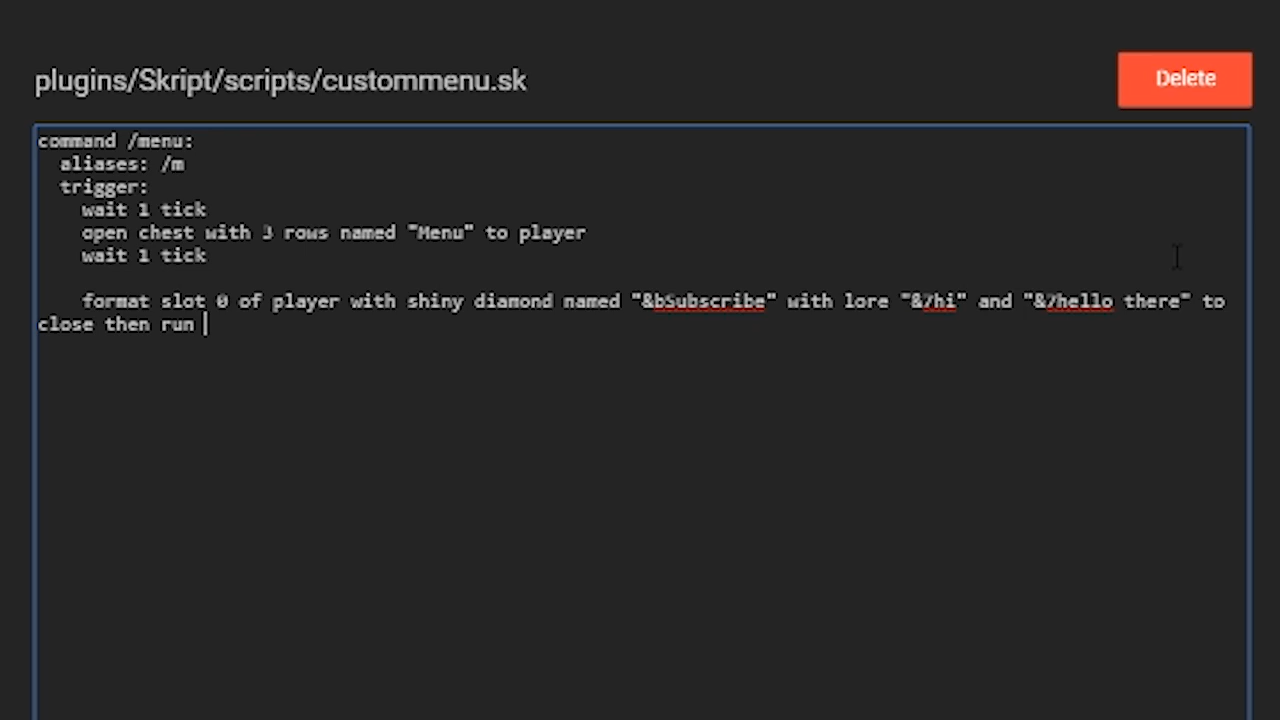 plugins/Skript/scripts/custommenu.sk
Delete
command /menu:
aliases: /m
trigger:
wait 1 tick
open chest with 3 rows named "Menu" to player
wait 1 tick
format slot 0 of player with shiny diamond named "&bSubscribe" with lore "&7hi" and "&7hello there" to
close then run